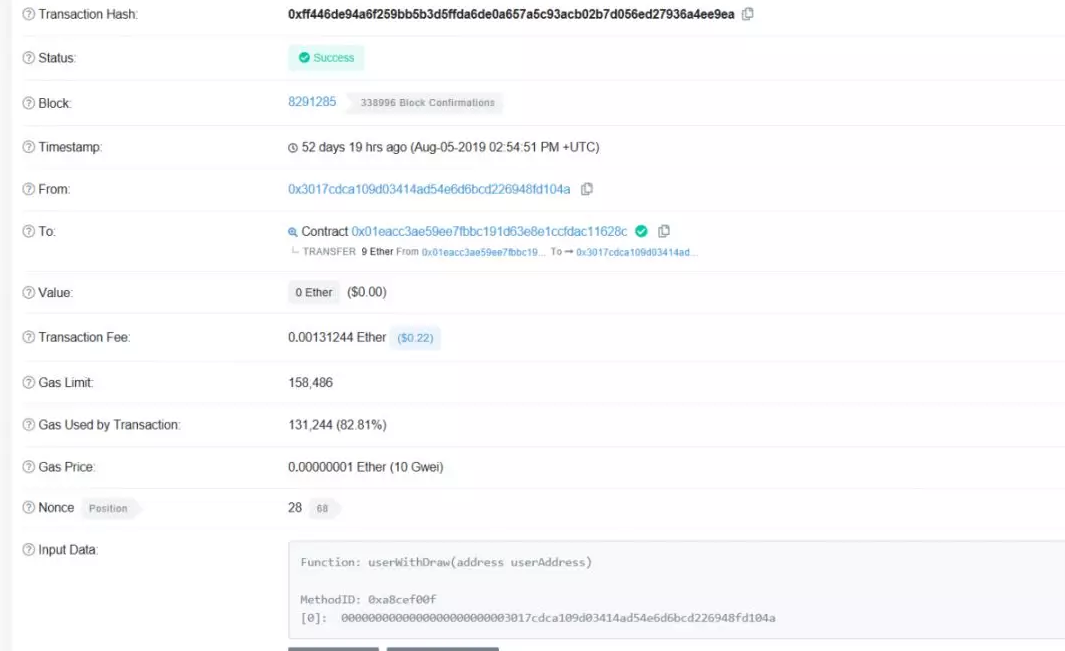 Transaction Hash: 0xff446de94a6f259bb5b3d5ffda6de0a657a5c93acb02b7d056ed27936a4ee9ea
Status: Success
Block: 8291285 338996 Block Confirmations
Timestamp: 52 days 19 hrs ago (Aug-05-2019 02:54:51 PM +UTC)
From: 0x3017cdca109d03414ad54e6d6bcd226948fd104a
To: Contract 0x01eacc3ae59ee7fbbc191d63e8e1ccfdac11628c
TRANSFER 9 Ether From 0x01eacc3ae59ee7fbbc19... To → 0x3017cdca109d03414ad...
Value: 0 Ether ($0.00)
Transaction Fee: 0.00131244 Ether ($0.22)
Gas Limit: 158,486
Gas Used by Transaction: 131,244 (82.81%)
Gas Price: 0.00000001 Ether (10 Gwei)
Nonce Position 28 68
Input Data:
Function: userWithDraw(address userAddress)
MethodID: 0xa8cef00f
[0]: 0000000000000000000000003017cdca109d03414ad54e6d6bcd226948fd104a